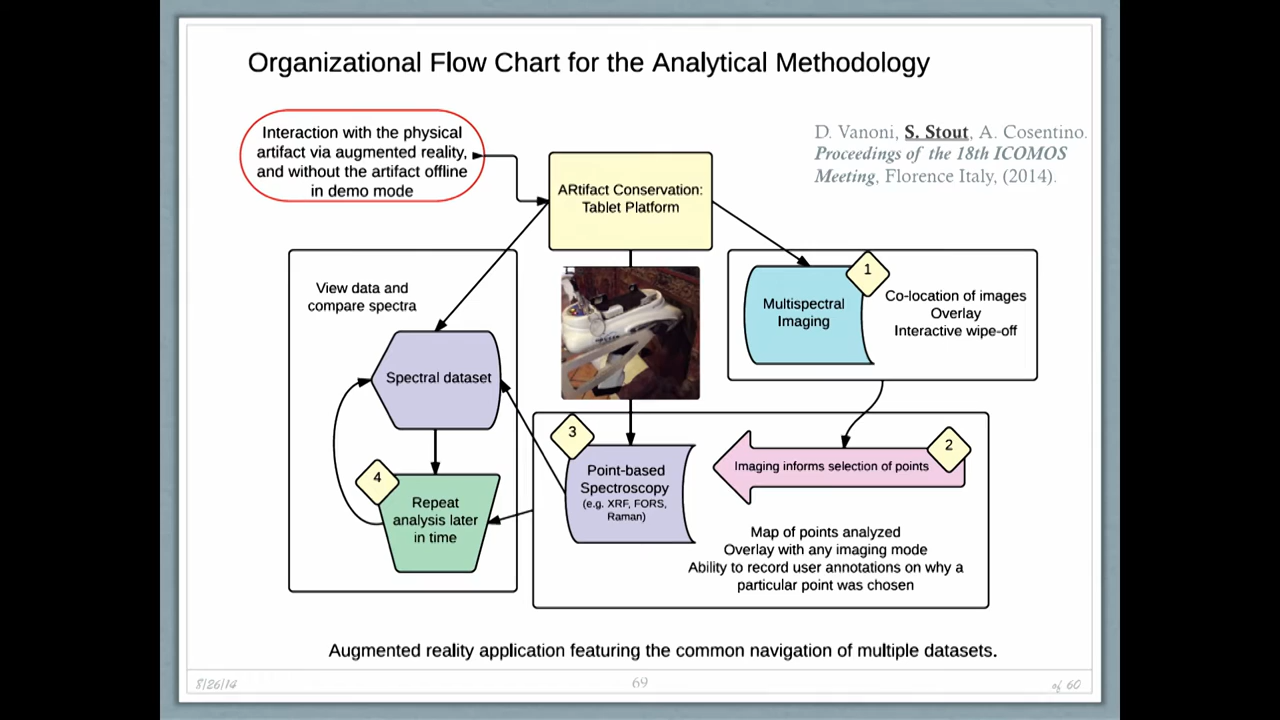 Organizational Flow Chart for the Analytical Methodology
Interaction with the physical
artifact via augmented reality,
and without the artifact offline
in demo mode
D. Vanoni, S. Stout, A. Cosentino.
Proceedings of the 18th ICOMOS
Meeting, Florence Italy, (2014).
ARtifact Conservation:
Tablet Platform
View data and
compare spectra
1
Multispectral
Imaging
Co-location of images
Overlay
Interactive wipe-off
Spectral dataset
3
Point-based
Spectroscopy
(e.g. XRF, FORS,
Raman)
2
Imaging informs selection of points
4
Repeat
analysis later
in time
Map of points analyzed
Overlay with any imaging mode
Ability to record user annotations on why a
particular point was chosen
Augmented reality application featuring the common navigation of multiple datasets.
8/26/14
69
of 60